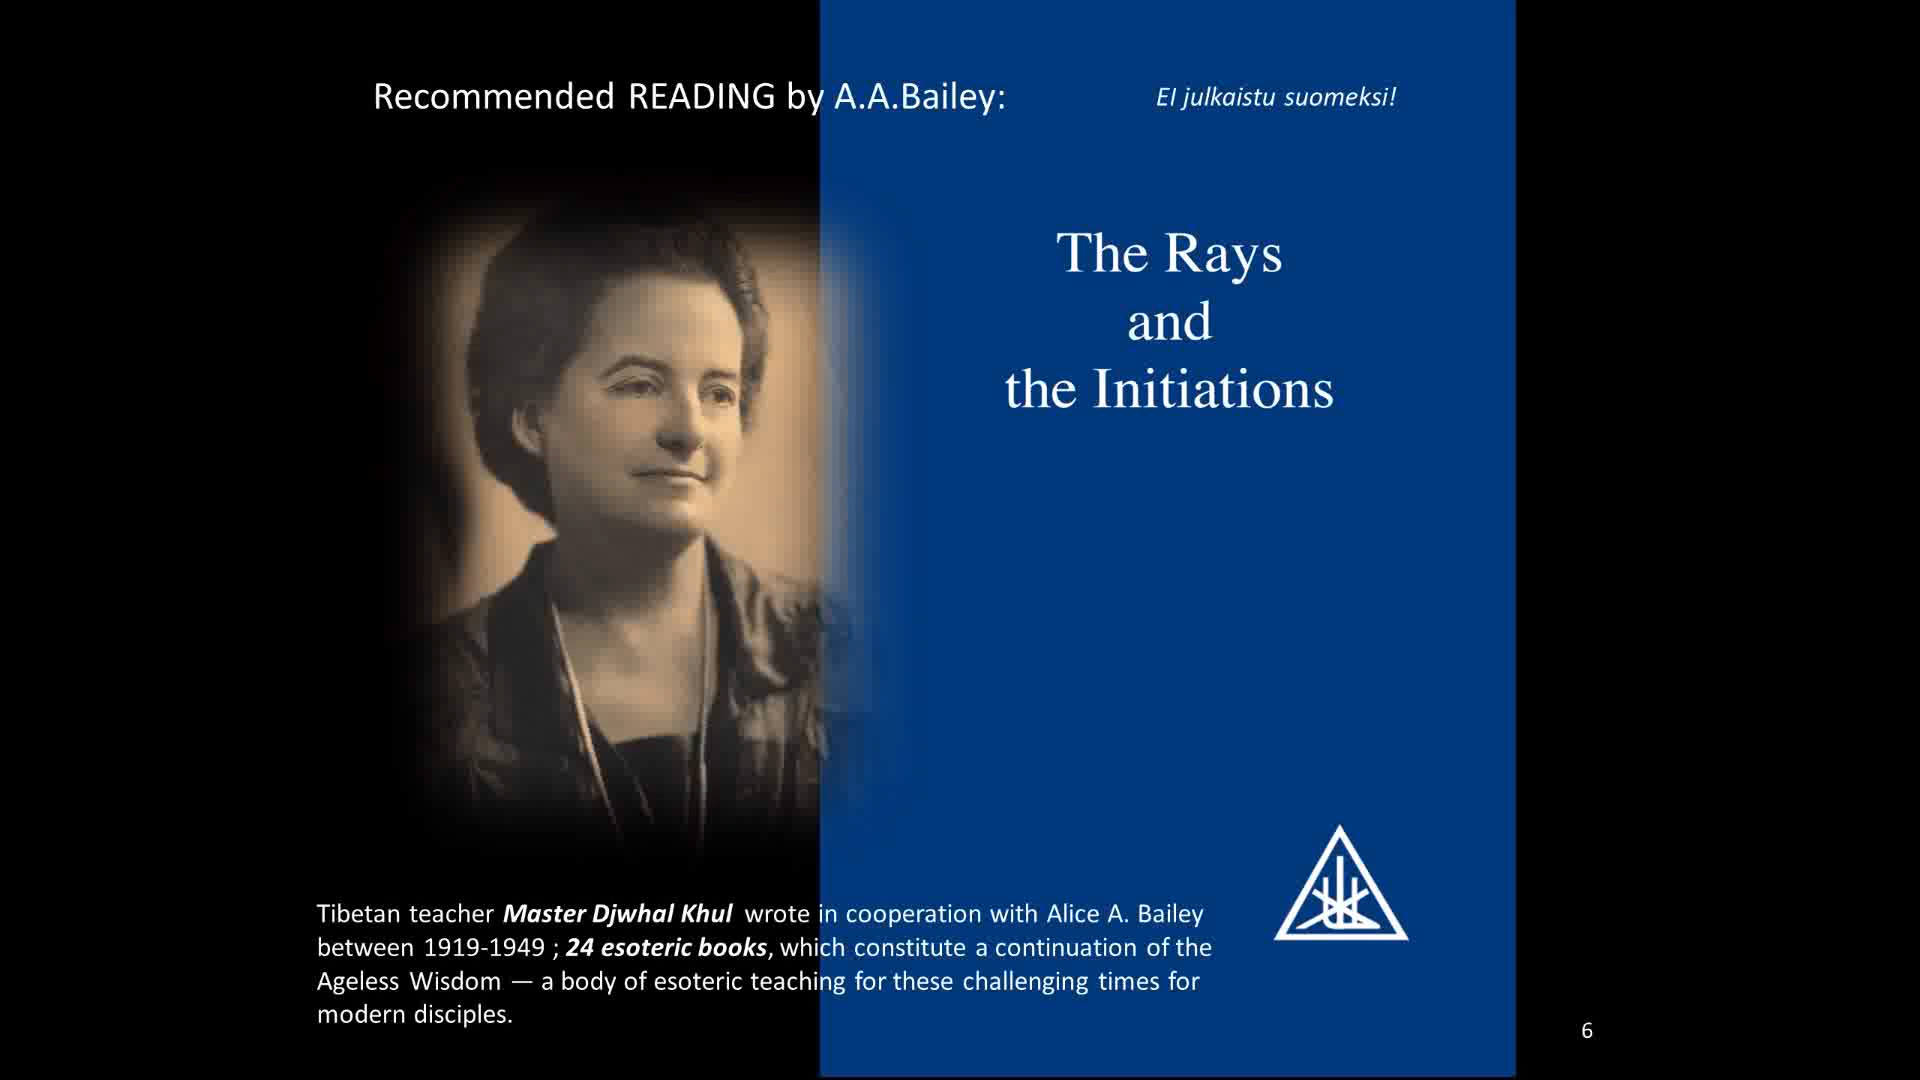 Recommended READING by A.A.Bailey:
EI julkaistu suomeksi!
The Rays
and
the Initiations
Tibetan teacher Master Djwhal Khul wrote in cooperation with Alice A. Bailey
between 1919-1949 ; 24 esoteric books, which constitute a continuation of the
Ageless Wisdom — a body of esoteric teaching for these challenging times for
modern disciples.
6